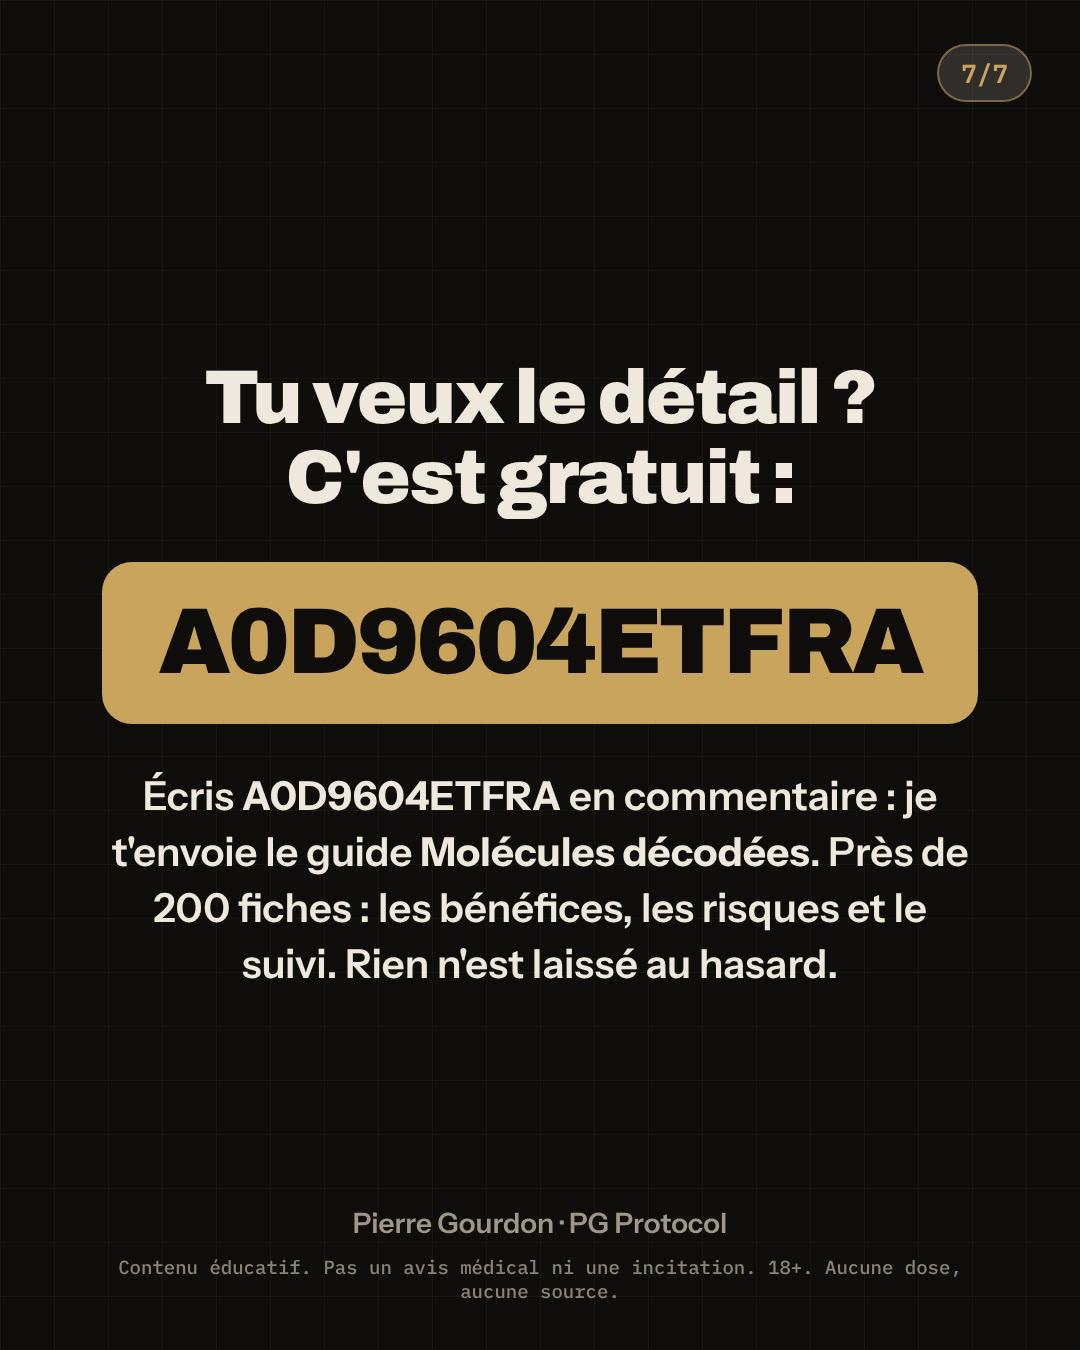 7/7
Tu veux le détail ?
C'est gratuit :
A0D9604ETFRA
Écris A0D9604ETFRA en commentaire : je
t'envoie le guide Molécules décodées. Près de
200 fiches : les bénéfices, les risques et le
suivi. Rien n'est laissé au hasard.
Pierre Gourdon · PG Protocol
Contenu éducatif. Pas un avis médical ni une incitation. 18+. Aucune dose,
aucune source.